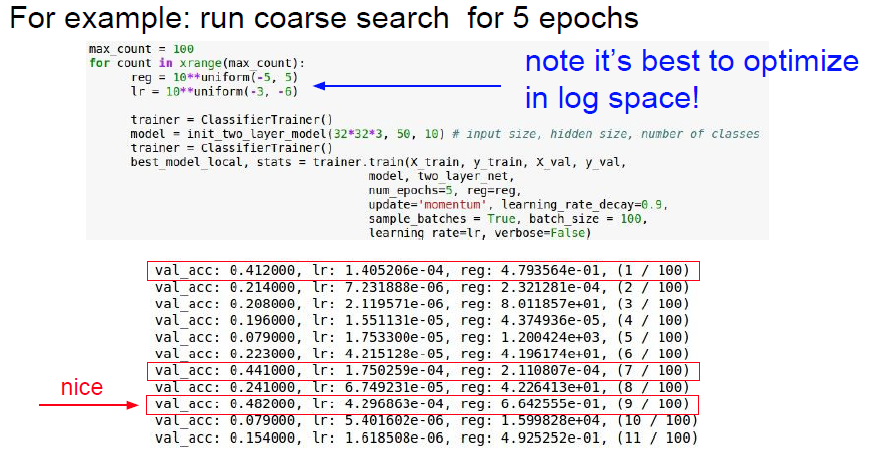 For example: run coarse search for 5 epochs
max_count = 100
for count in xrange(max_count):
reg = 10**uniform(-5, 5)
lr = 10**uniform(-3, -6)
note it's best to optimize
in log space!
trainer = ClassifierTrainer()
model = init_two_layer_model(32*32*3, 50, 10) # input size, hidden size, number of classes
trainer = ClassifierTrainer()
best_model_local, stats = trainer.train(X_train, y_train, X_val, y_val,
model, two_layer_net,
num_epochs=5, reg=reg,
update='momentum', learning_rate_decay=0.9,
sample_batches = True, batch_size = 100,
learning_rate=lr, verbose=False)
val_acc: 0.412000, lr: 1.405206e-04, reg: 4.793564e-01, (1 / 100)
val_acc: 0.214000, lr: 7.231888e-06, reg: 2.321281e-04, (2 / 100)
val_acc: 0.208000, lr: 2.119571e-06, reg: 8.011857e+01, (3 / 100)
val_acc: 0.196000, lr: 1.551131e-05, reg: 4.374936e-05, (4 / 100)
val_acc: 0.079000, lr: 1.753300e-05, reg: 1.200424e+03, (5 / 100)
val_acc: 0.223000, lr: 4.215128e-05, reg: 4.196174e+01, (6 / 100)
val_acc: 0.441000, lr: 1.750259e-04, reg: 2.110807e-04, (7 / 100)
val_acc: 0.241000, lr: 6.749231e-05, reg: 4.226413e+01, (8 / 100)
nice
val_acc: 0.482000, lr: 4.296863e-04, reg: 6.642555e-01, (9 / 100)
val_acc: 0.079000, lr: 5.401602e-06, reg: 1.599828e+04, (10 / 100)
val_acc: 0.154000, lr: 1.618508e-06, reg: 4.925252e-01, (11 / 100)